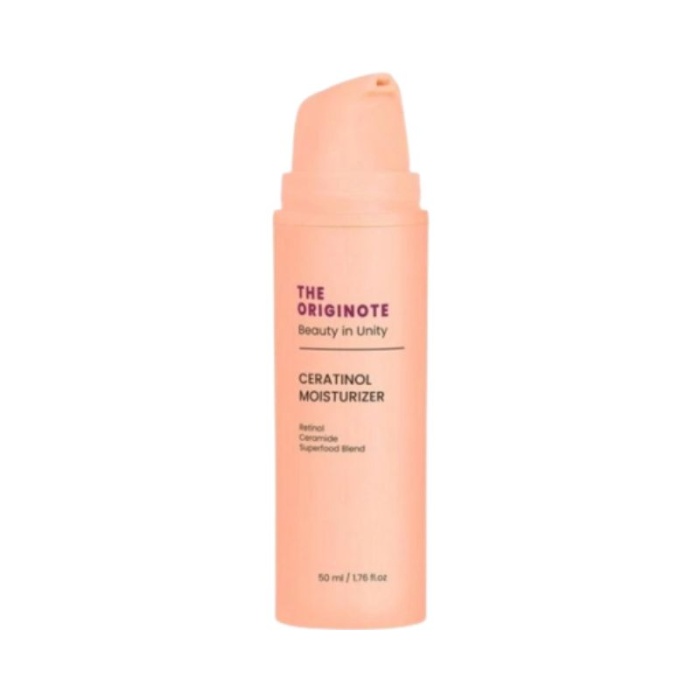 THE
ORIGINOTE
Beauty in Unity
CERATINOL
MOISTURIZER
Retinol
Ceramide
Superfood Blend
50 ml / 1,76 fl.oz